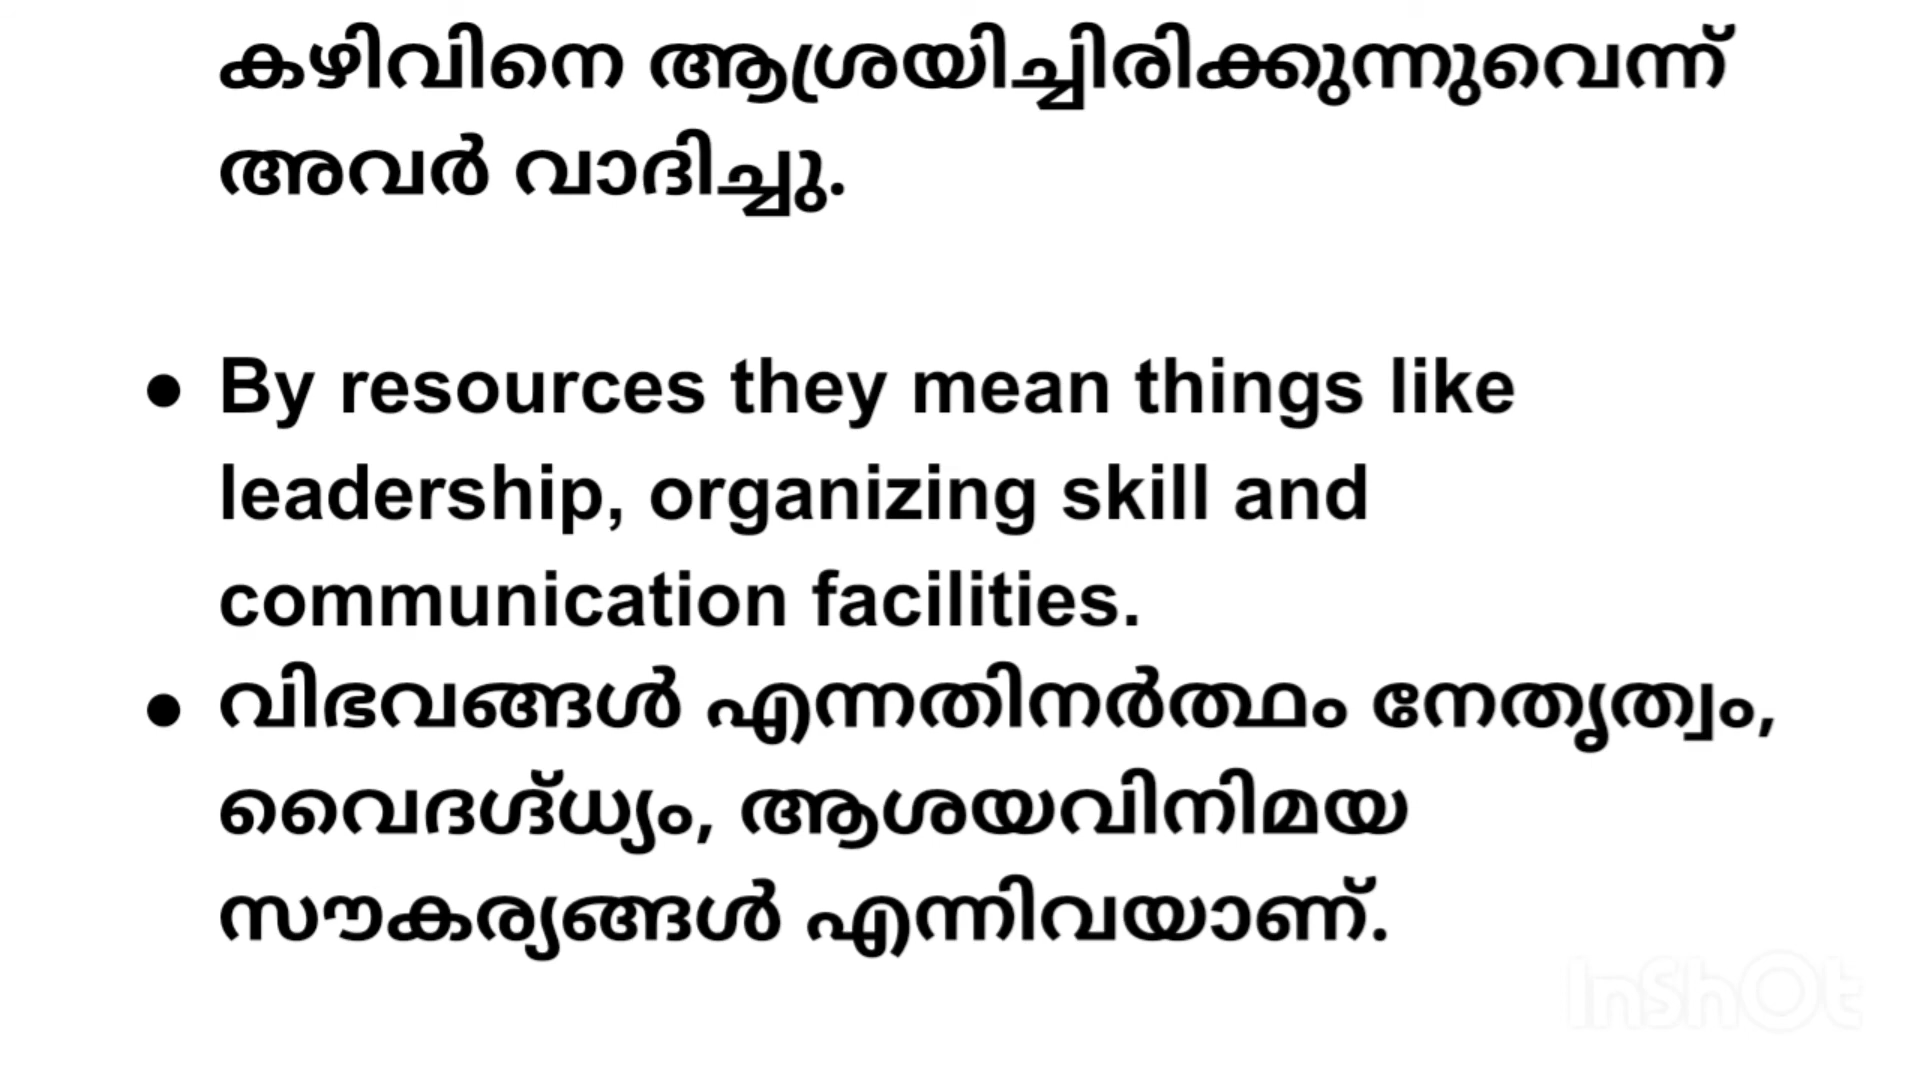 കഴിവിനെ ആശ്രയിച്ചിരിക്കുന്നുവെന്ന്
അവർ വാദിച്ചു.
● By resources they mean things like
leadership, organizing skill and
communication facilities.
● വിഭവങ്ങൾ എന്നതിനർത്ഥം നേതൃത്വം,
വൈദഗ്ദ്ധ്യം, ആശയവിനിമയ
സൗകര്യങ്ങൾ എന്നിവയാണ്.
InShOt